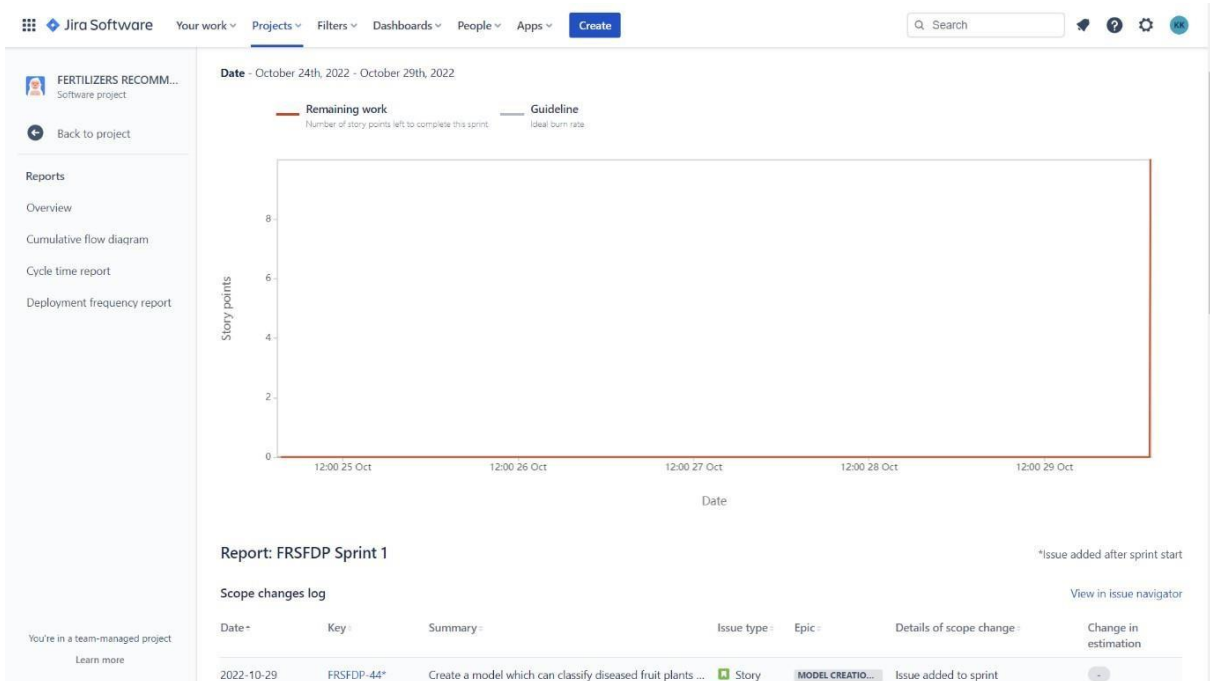 Jira Software Your work Projects Filters Dashboards People Apps Create Search KK
FERTILIZERS RECOMM...
Software project
Back to project
Reports
Overview
Cumulative flow diagram
Cycle time report
Deployment frequency report
You're in a team-managed project
Learn more
Date - October 24th, 2022 - October 29th, 2022
Remaining work
Number of story points left to complete this sprint
Guideline
Ideal burn rate
Story points
8
6
4
2
0
12:00 25 Oct 12:00 26 Oct 12:00 27 Oct 12:00 28 Oct 12:00 29 Oct
Date
Report: FRSFDP Sprint 1
*Issue added after sprint start
Scope changes log
View in issue navigator
Date Key Summary Issue type Epic Details of scope change Change in estimation
2022-10-29 FRSFDP-44* Create a model which can classify diseased fruit plants ... Story MODEL CREATIO... Issue added to sprint -